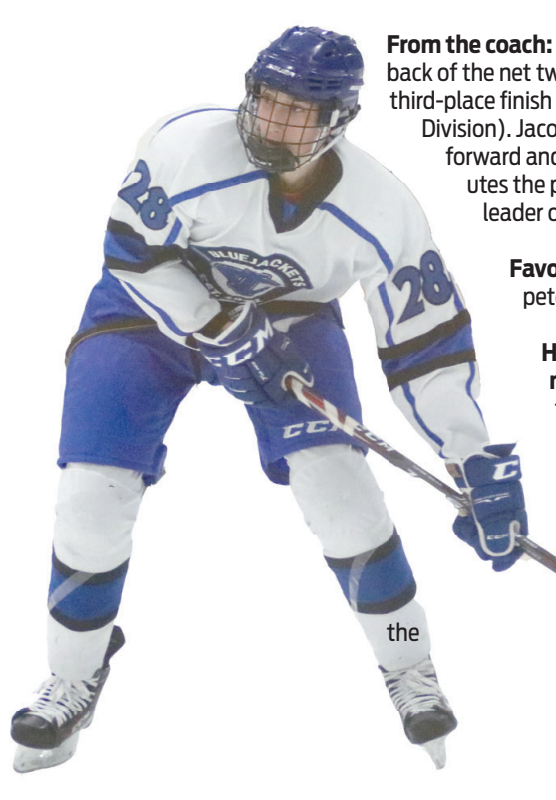 From the coach:
back of the net tw
third-place finish
Division). Jaco
forward and
utes the p
leader o
Favo
pet
H
r
BAUER
28
BLUEJACKETS
28
CCM
CCM
C
the